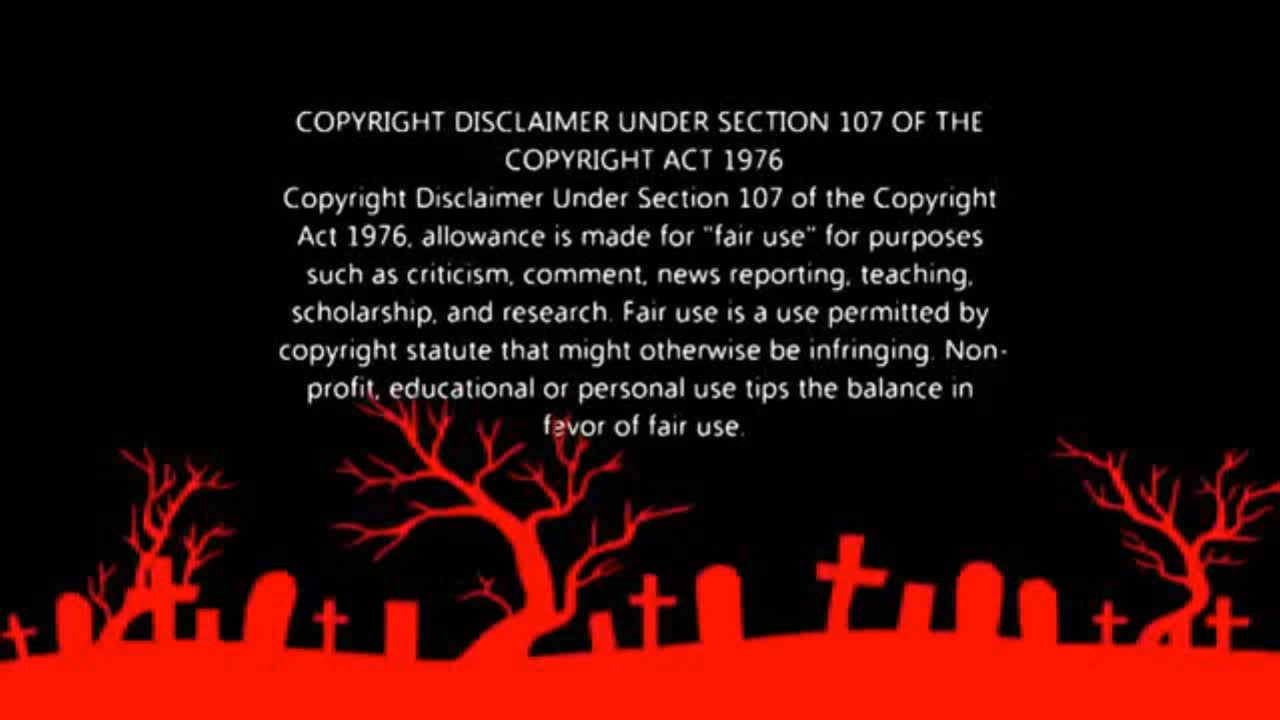 COPYRIGHT DISCLAIMER UNDER SECTION 107 OF THE
COPYRIGHT ACT 1976
Copyright Disclaimer Under Section 107 of the Copyright
Act 1976, allowance is made for "fair use" for purposes
such as criticism, comment, news reporting, teaching,
scholarship, and research. Fair use is a use permitted by
copyright statute that might otherwise be infringing. Non-
profit, educational or personal use tips the balance in
favor of fair use.